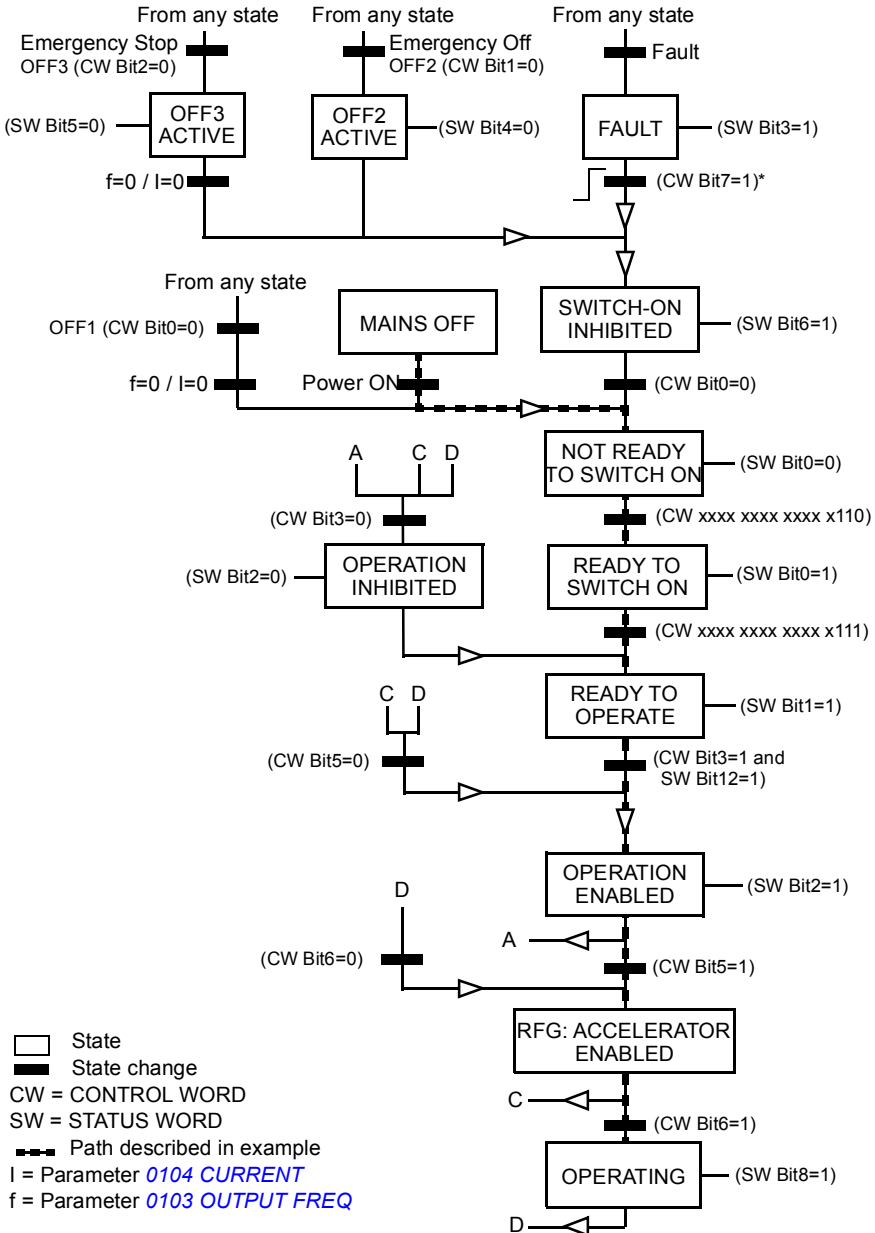 From any state
From any state
From any state
Emergency Stop
OFF3 (CW Bit2=0)
Emergency Off
OFF2 (CW Bit1=0)
Fault
(SW Bit5=0)
OFF3
ACTIVE
OFF2
ACTIVE
(SW Bit4=0)
FAULT
(SW Bit3=1)
f=0 / I=0
(CW Bit7=1)*
From any state
OFF1 (CW Bit0=0)
MAINS OFF
SWITCH-ON
INHIBITED
(SW Bit6=1)
f=0 / I=0
Power ON
(CW Bit0=0)
A C D
NOT READY
TO SWITCH ON
(SW Bit0=0)
(CW Bit3=0)
(CW xxxx xxxx xxxx x110)
(SW Bit2=0)
OPERATION
INHIBITED
READY TO
SWITCH ON
(SW Bit0=1)
(CW xxxx xxxx xxxx x111)
C D
READY TO
OPERATE
(SW Bit1=1)
(CW Bit5=0)
(CW Bit3=1 and
SW Bit12=1)
OPERATION
ENABLED
(SW Bit2=1)
D
A
(CW Bit6=0)
(CW Bit5=1)
RFG: ACCELERATOR
ENABLED
C
(CW Bit6=1)
OPERATING
(SW Bit8=1)
D
State
State change
CW = CONTROL WORD
SW = STATUS WORD
Path described in example
I = Parameter 0104 CURRENT
f = Parameter 0103 OUTPUT FREQ